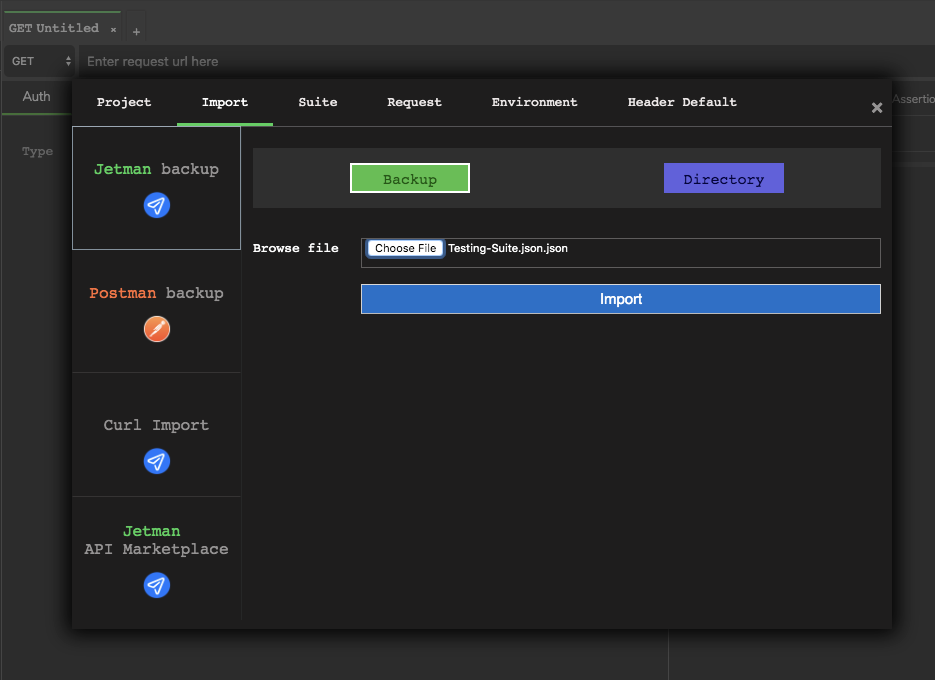 GET Untitled × +
GET Enter request url here
Auth
Assertio
Type
Project Import Suite Request Environment Header Default ×
Jetman backup
Postman backup
Curl Import
Jetman
API Marketplace
Backup Directory
Browse file Choose File Testing-Suite.json.json
Import